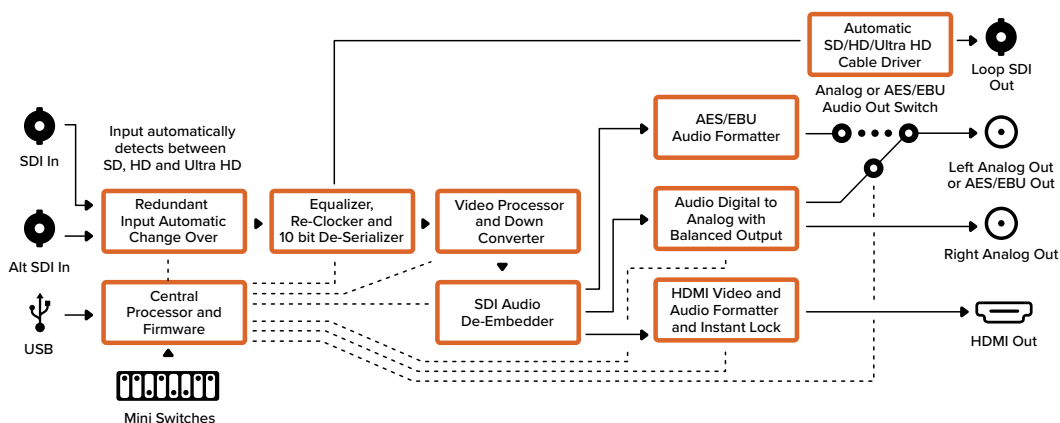 Automatic
SD/HD/Ultra HD
Cable Driver
Loop SDI
Out
Analog or AES/EBU
Audio Out Switch
SDI In
Input automatically
detects between
SD, HD and Ultra HD
AES/EBU
Audio Formatter
Left Analog Out
or AES/EBU Out
Alt SDI In
Redundant
Input Automatic
Change Over
Equalizer,
Re-Clocker and
10 bit De-Serializer
Video Processor
and Down
Converter
Audio Digital to
Analog with
Balanced Output
Right Analog Out
USB
Central
Processor and
Firmware
SDI Audio
De-Embedder
HDMI Video and
Audio Formatter
and Instant Lock
HDMI Out
Mini Switches